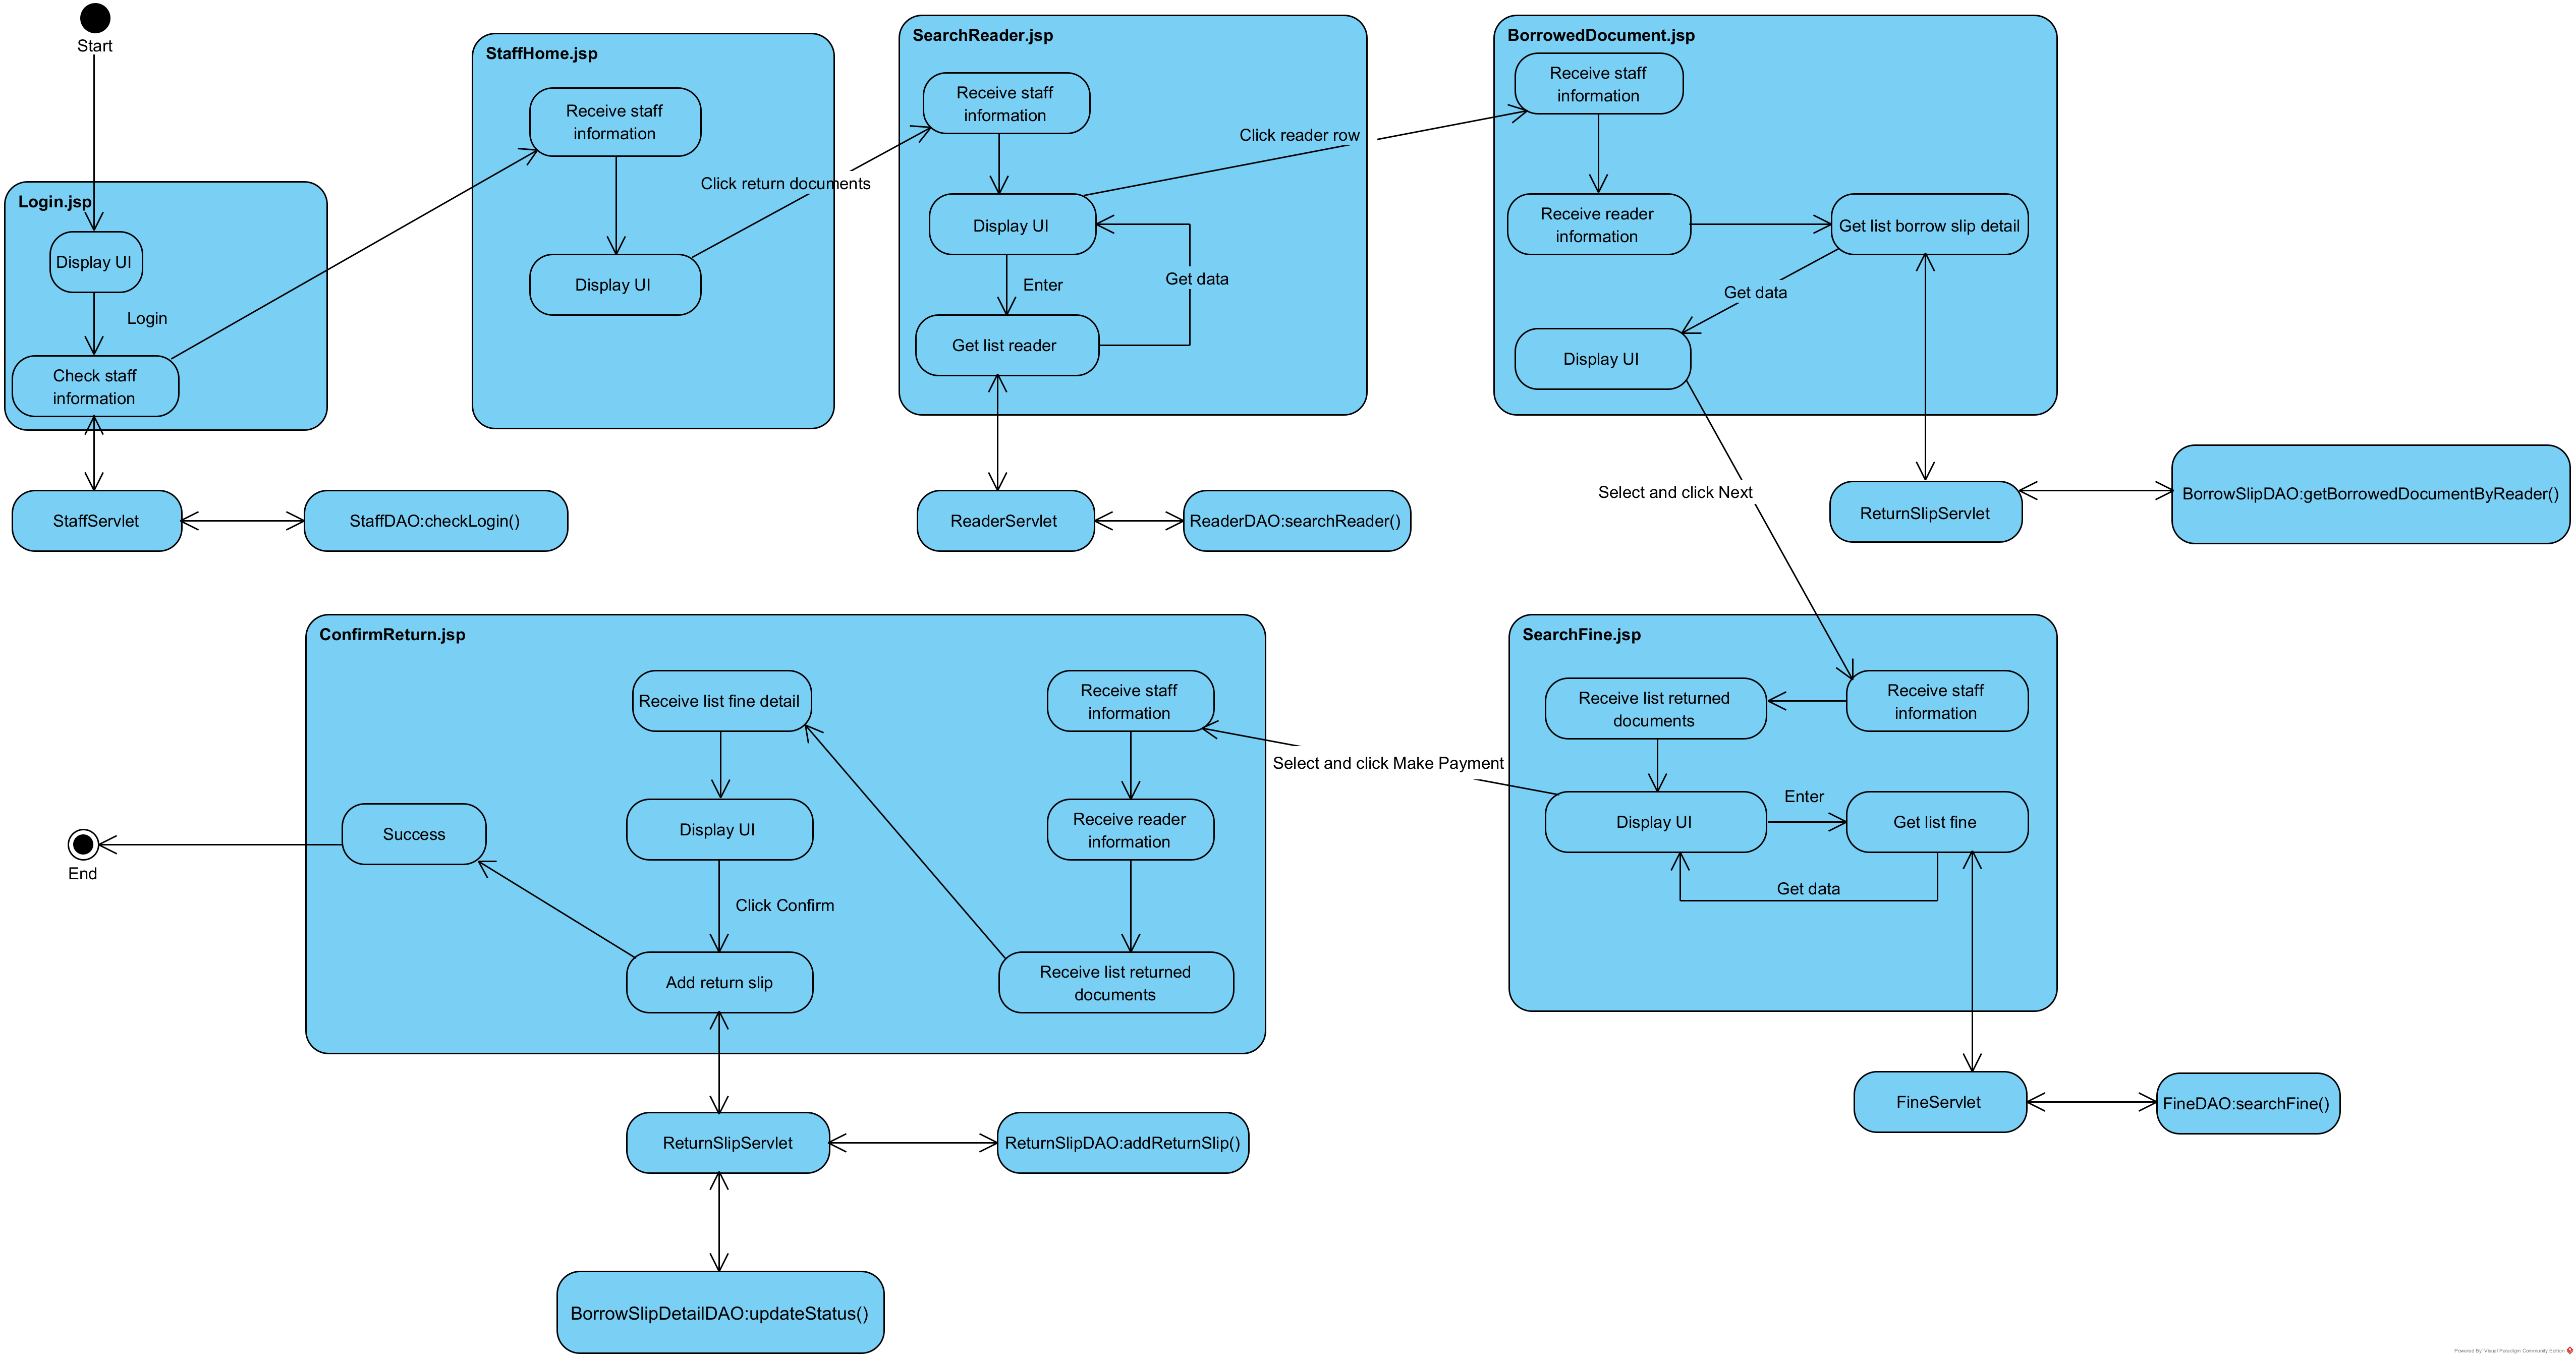 Start
Login.jsp
Display UI
Login
Check staff
information
StaffServlet
StaffDAO:checkLogin()
StaffHome.jsp
Receive staff
information
Click return documents
Display UI
SearchReader.jsp
Receive staff
information
Click reader row
Display UI
Get data
Enter
Get list reader
ReaderServlet
ReaderDAO:searchReader()
BorrowedDocument.jsp
Receive staff
information
Receive reader
information
Get list borrow slip detail
Get data
Display UI
Select and click Next
ReturnSlipServlet
BorrowSlipDAO:getBorrowedDocumentByReader()
SearchFine.jsp
Receive list returned
documents
Receive staff
information
Select and click Make Payment
Display UI
Enter
Get list fine
Get data
FineServlet
FineDAO:searchFine()
ConfirmReturn.jsp
Receive list fine detail
Receive staff
information
Success
Display UI
Receive reader
information
End
Click Confirm
Add return slip
Receive list returned
documents
ReturnSlipServlet
ReturnSlipDAO:addReturnSlip()
BorrowSlipDetailDAO:updateStatus()
Powered By: Visual Paradigm Community Edition